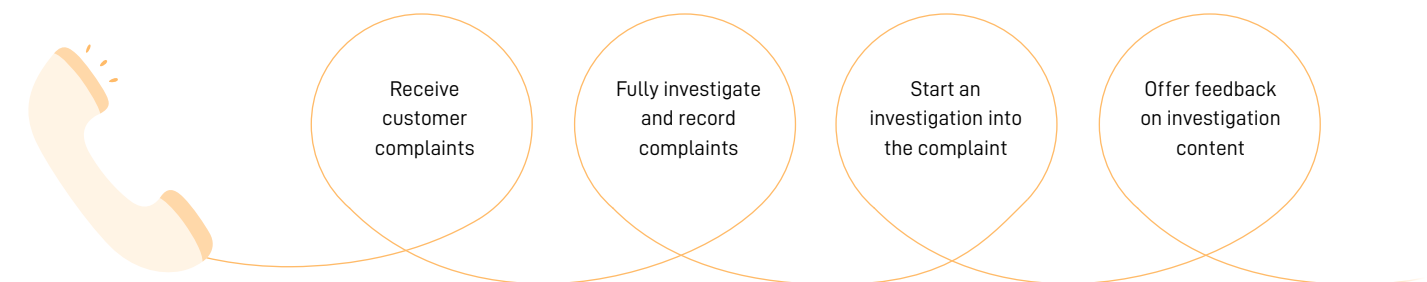 Receive
customer
complaints
Fully investigate
and record
complaints
Start an
investigation into
the complaint
Offer feedback
on investigation
content